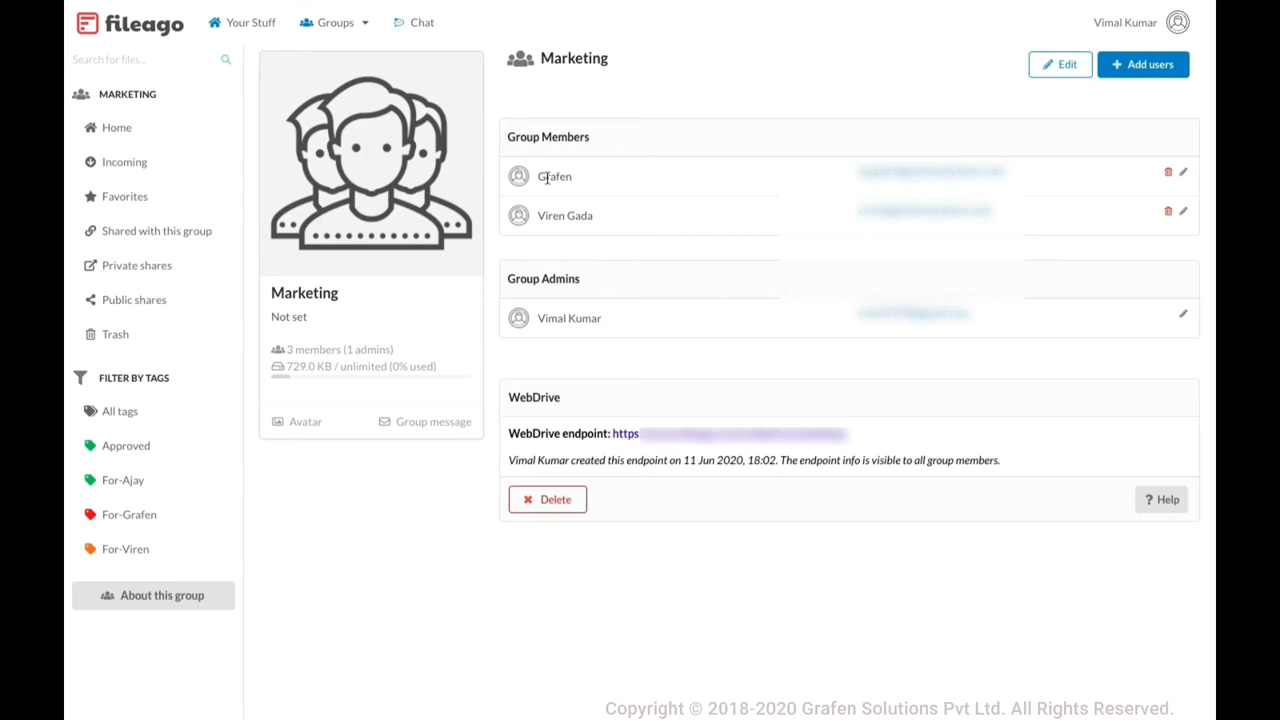 fileago
Your Stuff
Groups
Chat
Vimal Kumar
Search for files...
MARKETING
Home
Incoming
Favorites
Shared with this group
Private shares
Public shares
Trash
FILTER BY TAGS
All tags
Approved
For-Ajay
For-Grafen
For-Viren
About this group
Marketing
Not set
3 members (1 admins)
729.0 KB / unlimited (0% used)
Avatar
Group message
Marketing
Edit
+ Add users
Group Members
Grafen
Viren Gada
Group Admins
Vimal Kumar
WebDrive
WebDrive endpoint: https
Vimal Kumar created this endpoint on 11 Jun 2020, 18:02. The endpoint info is visible to all group members.
Delete
? Help
Copyright © 2018-2020 Grafen Solutions Pvt Ltd. All Rights Reserved.